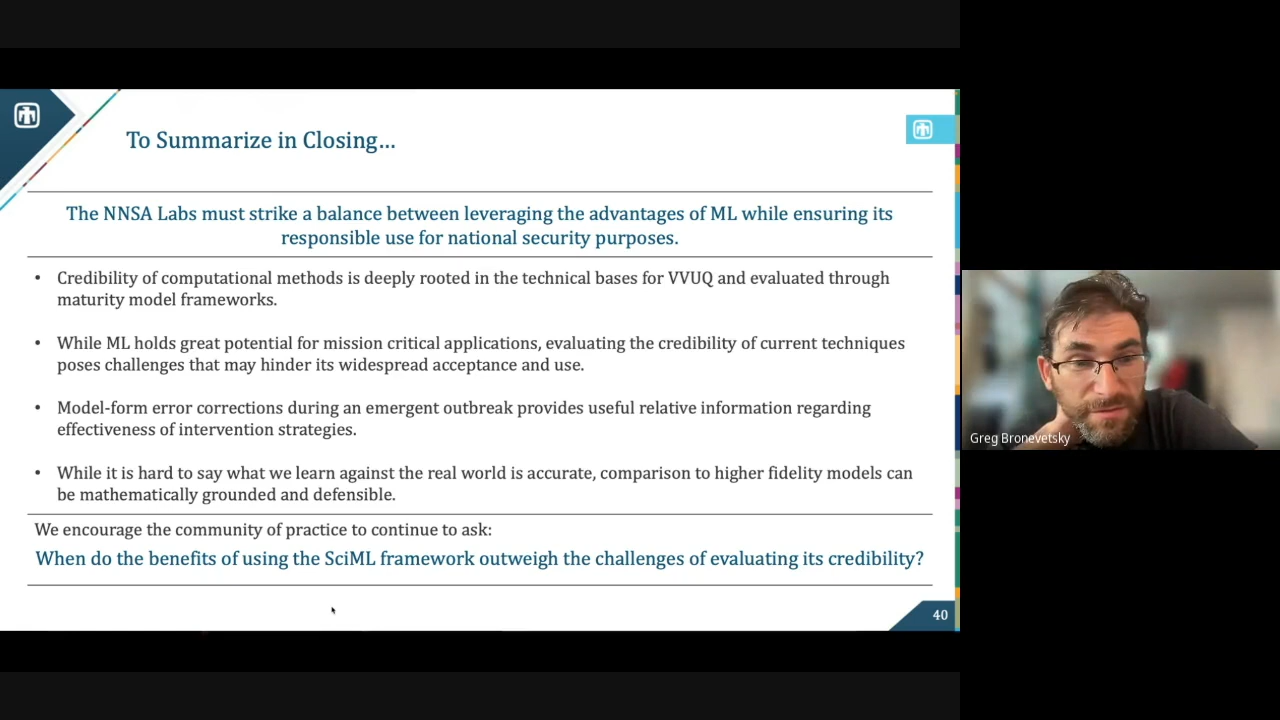 To Summarize in Closing...
The NNSA Labs must strike a balance between leveraging the advantages of ML while ensuring its
responsible use for national security purposes.
• Credibility of computational methods is deeply rooted in the technical bases for VVUQ and evaluated through
maturity model frameworks.
• While ML holds great potential for mission critical applications, evaluating the credibility of current techniques
poses challenges that may hinder its widespread acceptance and use.
• Model-form error corrections during an emergent outbreak provides useful relative information regarding
effectiveness of intervention strategies.
• While it is hard to say what we learn against the real world is accurate, comparison to higher fidelity models can
be mathematically grounded and defensible.
We encourage the community of practice to continue to ask:
When do the benefits of using the SciML framework outweigh the challenges of evaluating its credibility?
40
Greg Bronevetsky